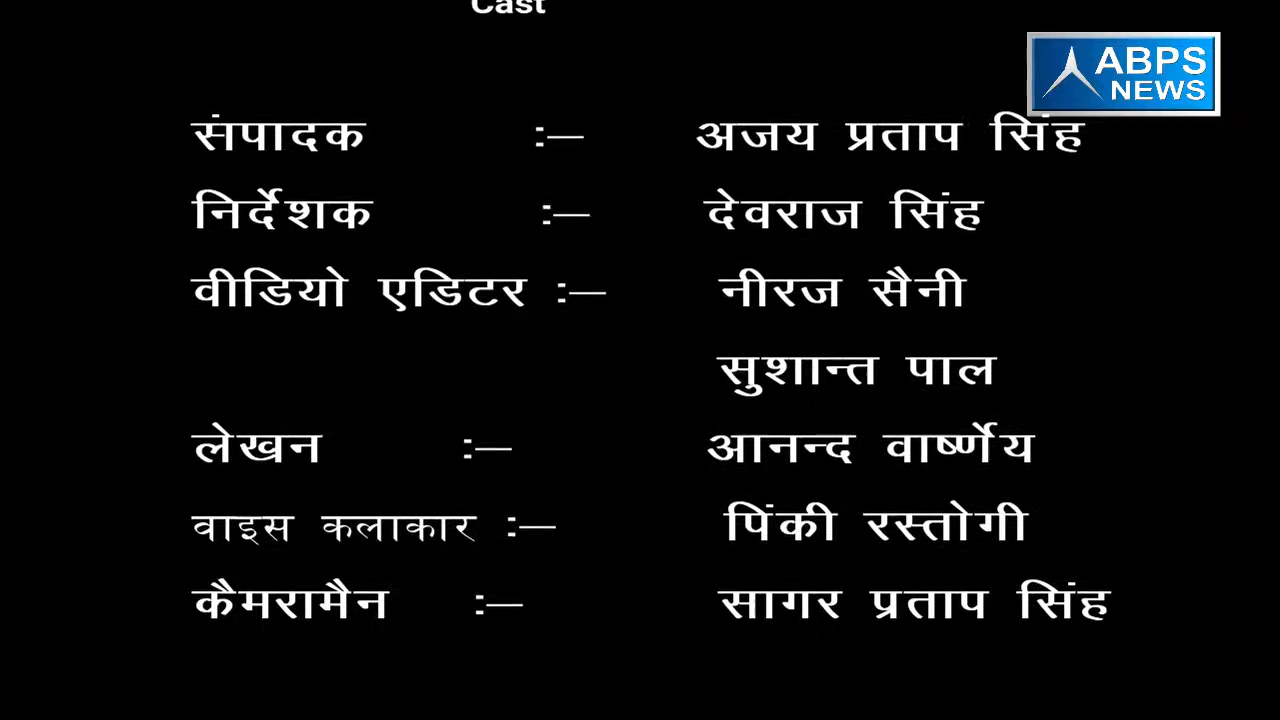 Cast
ABPS
NEWS
संपादक :— अजय प्रताप सिंह
निर्देशक :— देवराज सिंह
वीडियो एडिटर :— नीरज सैनी
सुशान्त पाल
लेखन :— आनन्द वार्ष्णेय
वाइस कलाकार :— पिंकी रस्तोगी
कैमरामैन :— सागर प्रताप सिंह